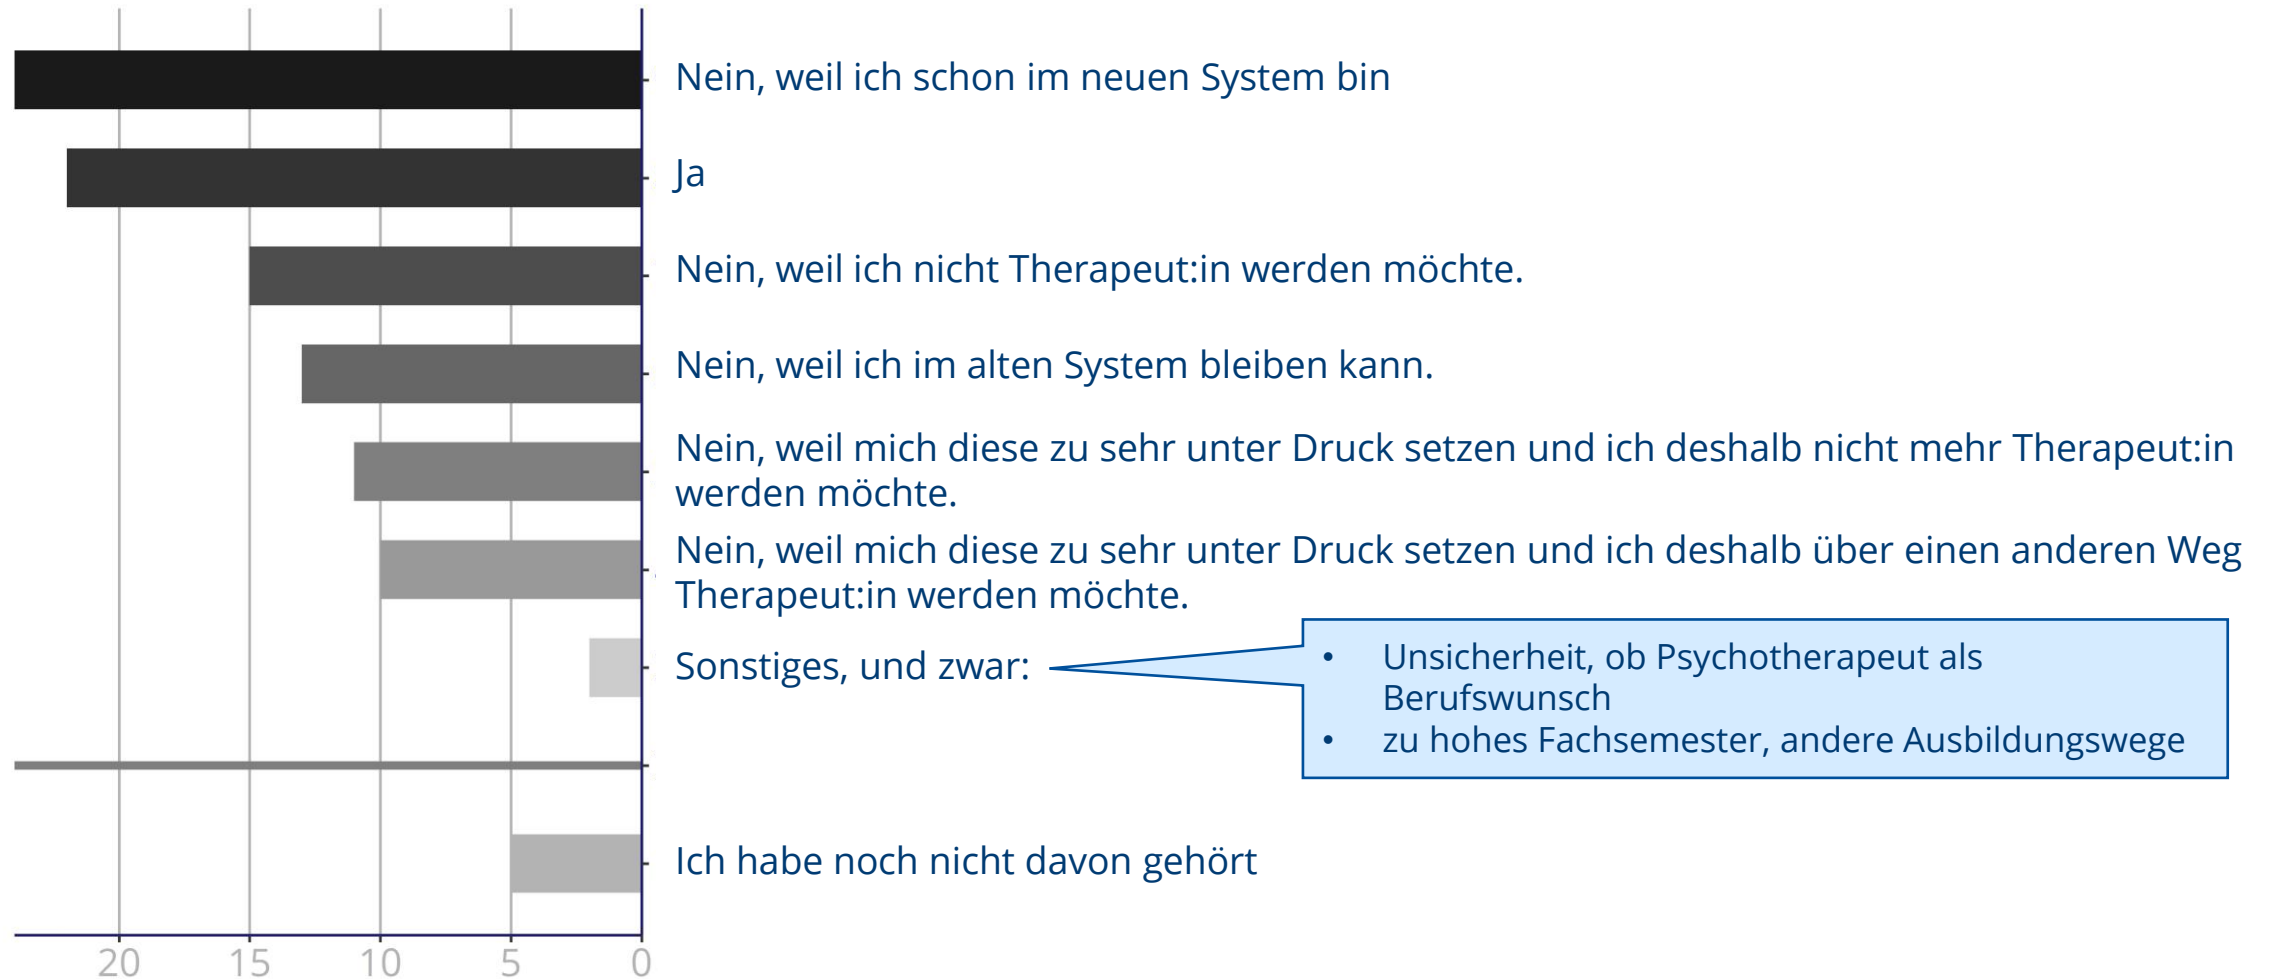 Nein, weil ich schon im neuen System bin
Ja
Nein, weil ich nicht Therapeut:in werden möchte.
Nein, weil ich im alten System bleiben kann.
Nein, weil mich diese zu sehr unter Druck setzen und ich deshalb nicht mehr Therapeut:in
werden möchte.
Nein, weil mich diese zu sehr unter Druck setzen und ich deshalb über einen anderen Weg
Therapeut:in werden möchte.
Sonstiges, und zwar:
• Unsicherheit, ob Psychotherapeut als
Berufswunsch
• zu hohes Fachsemester, andere Ausbildungswege
Ich habe noch nicht davon gehört
20 15 10 5 0